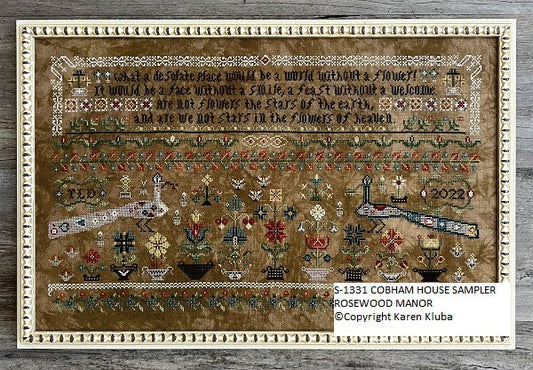 What a desolate place would be a world without a flower!
It would be a face without a smile, a feast without a welcome.
Are not flowers the stars of the earth,
and are we not stars in the flowers of heaven.
TLD
2022
S-1331 COBHAM HOUSE SAMPLER
ROSEWOOD MANOR
©Copyright Karen Kluba